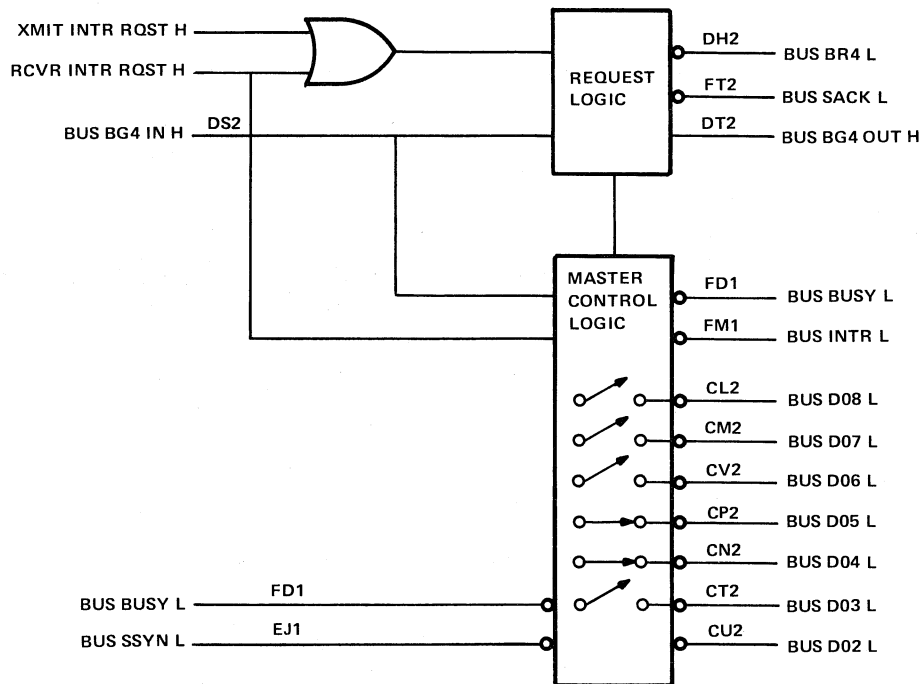 XMIT INTR RQST H
RCVR INTR RQST H
BUS BG4 IN H
DS2
REQUEST
LOGIC
DH2
BUS BR4 L
FT2
BUS SACK L
DT2
BUS BG4 OUT H
MASTER
CONTROL
LOGIC
FD1
BUS BUSY L
FM1
BUS INTR L
CL2
BUS D08 L
CM2
BUS D07 L
CV2
BUS D06 L
CP2
BUS D05 L
CN2
BUS D04 L
CT2
BUS D03 L
CU2
BUS D02 L
BUS BUSY L
FD1
BUS SSYN L
EJ1